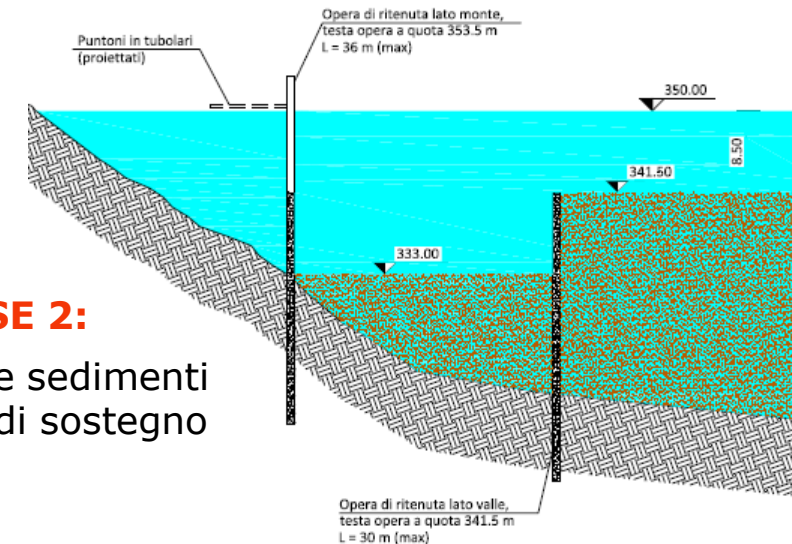 Opera di ritenuta lato monte,
testa opera a quota 353.5 m
L = 36 m (max)
Puntoni in tubolari
(proiettati)
350.00
8.50
341.50
333.00
SE 2:
e sedimenti
di sostegno
Opera di ritenuta lato valle,
testa opera a quota 341.5 m
L = 30 m (max)